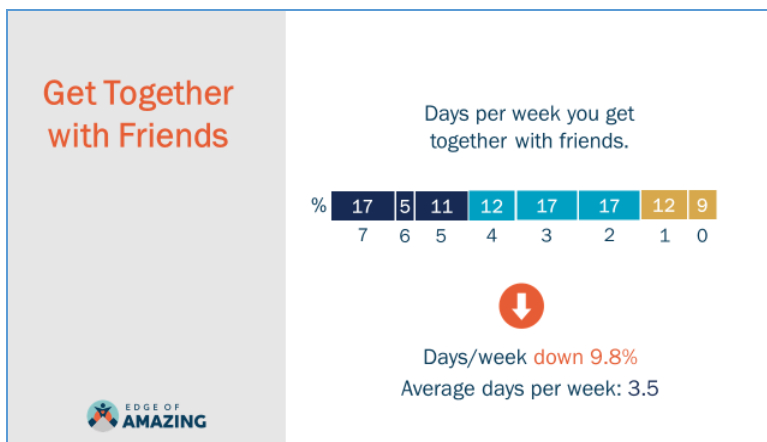 Get Together
with Friends
Days per week you get
together with friends.
% 17 5 11 12 17 17 12 9
7 6 5 4 3 2 1 0
Days/week down 9.8%
Average days per week: 3.5
EDGE OF
AMAZING